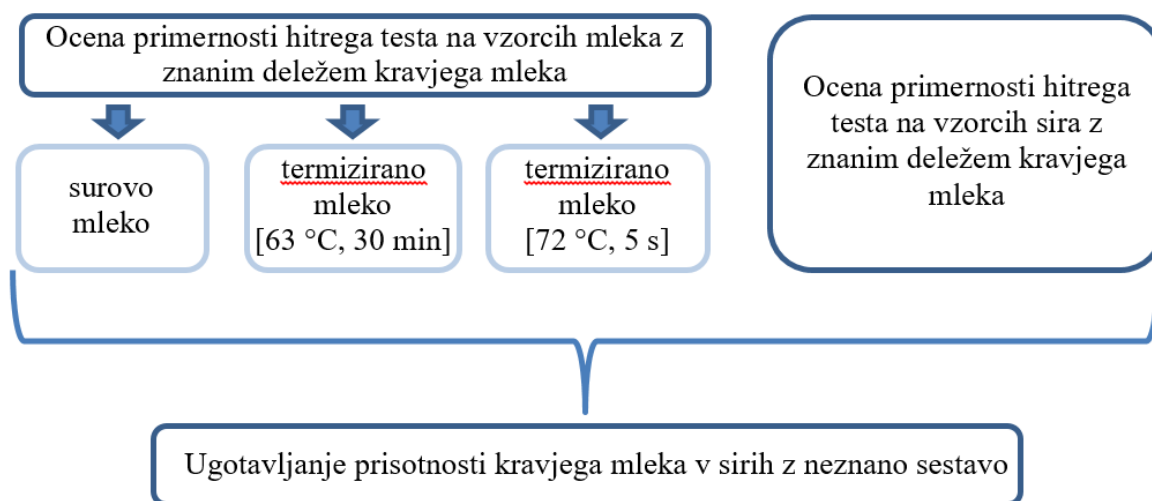 Ocena primernosti hitrega testa na vzorcih mleka z
znanim deležem kravjega mleka
surovo
mleko
termizirano
mleko
[63 °C, 30 min]
termizirano
mleko
[72 °C, 5 s]
Ocena primernosti hitrega
testa na vzorcih sira z
znanim deležem kravjega
mleka
Ugotavljanje prisotnosti kravjega mleka v sirih z neznano sestavo